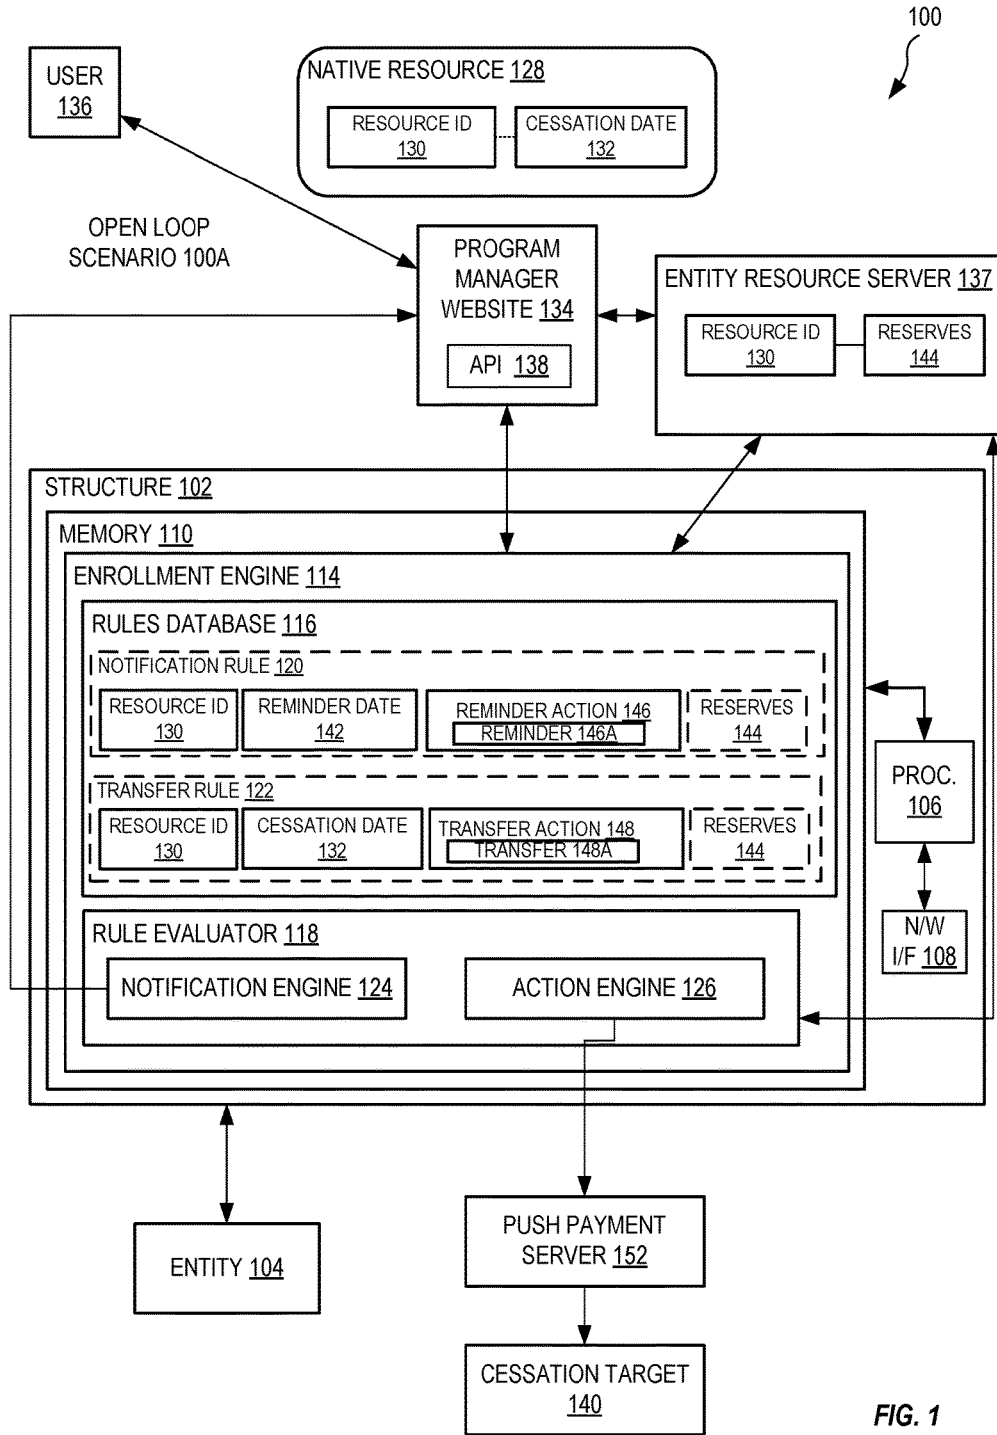 100
USER
136
NATIVE RESOURCE 128
RESOURCE ID
130
CESSATION DATE
132
OPEN LOOP
SCENARIO 100A
PROGRAM
MANAGER
WEBSITE 134
API 138
ENTITY RESOURCE SERVER 137
RESOURCE ID
130
RESERVES
144
STRUCTURE 102
MEMORY 110
ENROLLMENT ENGINE 114
RULES DATABASE 116
NOTIFICATION RULE 120
RESOURCE ID
130
REMINDER DATE
142
REMINDER ACTION 146
REMINDER 146A
RESERVES
144
TRANSFER RULE 122
RESOURCE ID
130
CESSATION DATE
132
TRANSFER ACTION 148
TRANSFER 148A
RESERVES
144
PROC.
106
N/W
I/F 108
RULE EVALUATOR 118
NOTIFICATION ENGINE 124
ACTION ENGINE 126
ENTITY 104
PUSH PAYMENT
SERVER 152
CESSATION TARGET
140
FIG. 1